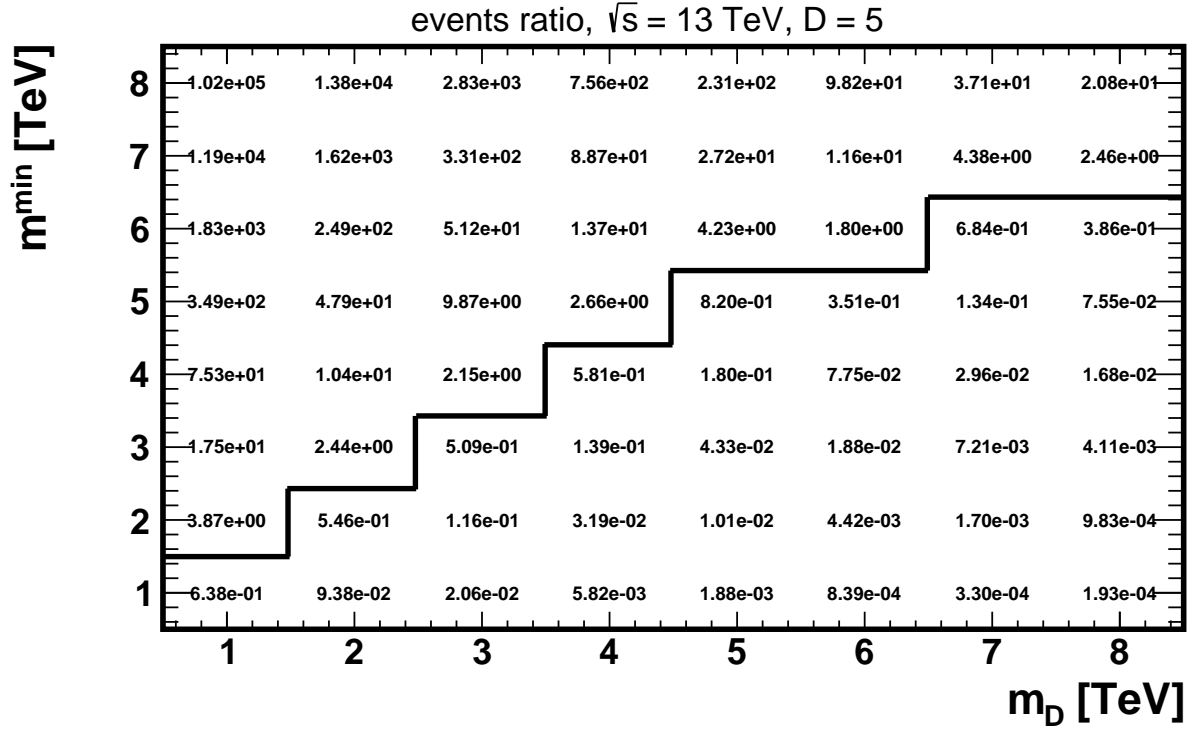 events ratio, √s = 13 TeV, D = 5
m^min [TeV]
8 1.02e+05 1.38e+04 2.83e+03 7.56e+02 2.31e+02 9.82e+01 3.71e+01 2.08e+01
7 1.19e+04 1.62e+03 3.31e+02 8.87e+01 2.72e+01 1.16e+01 4.38e+00 2.46e+00
6 1.83e+03 2.49e+02 5.12e+01 1.37e+01 4.23e+00 1.80e+00 6.84e-01 3.86e-01
5 3.49e+02 4.79e+01 9.87e+00 2.66e+00 8.20e-01 3.51e-01 1.34e-01 7.55e-02
4 7.53e+01 1.04e+01 2.15e+00 5.81e-01 1.80e-01 7.75e-02 2.96e-02 1.68e-02
3 1.75e+01 2.44e+00 5.09e-01 1.39e-01 4.33e-02 1.88e-02 7.21e-03 4.11e-03
2 3.87e+00 5.46e-01 1.16e-01 3.19e-02 1.01e-02 4.42e-03 1.70e-03 9.83e-04
1 6.38e-01 9.38e-02 2.06e-02 5.82e-03 1.88e-03 8.39e-04 3.30e-04 1.93e-04
1 2 3 4 5 6 7 8
m_D [TeV]